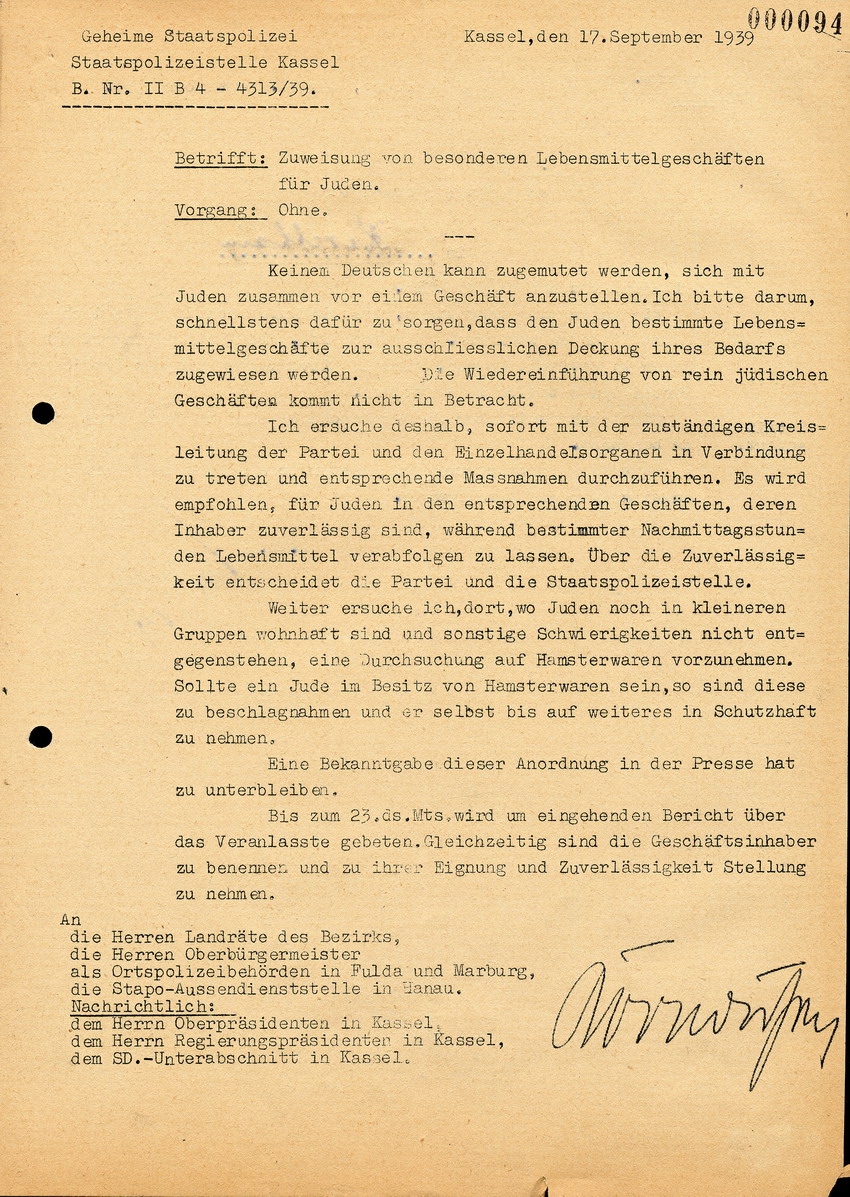 000094
Geheime Staatspolizei
Kassel,den 17.September 1939
Staatspolizeistelle Kassel
B. Nr. II B 4 - 4313/39.
Betrifft: Zuweisung von besonderen Lebensmittelgeschäften
für Juden.
Vorgang: Ohne.
Keinem Deutschen kann zugemutet werden, sich mit
Juden zusammen vor einem Geschäft anzustellen.Ich bitte darum,
schnellstens dafür zu sorgen,dass den Juden bestimmte Lebens=
mittelgeschäfte zur ausschliesslichen Deckung ihres Bedarfs
zugewiesen werden. Die Wiedereinführung von rein jüdischen
Geschäften kommt nicht in Betracht.
Ich ersuche deshalb, sofort mit der zuständigen Kreis=
leitung der Partei und den Einzelhandelsorganen in Verbindung
zu treten und entsprechende Massnahmen durchzuführen. Es wird
empfohlen, für Juden in den entsprechenden Geschäften, deren
Inhaber zuverlässig sind, während bestimmter Nachmittagsstun=
den Lebensmittel verabfolgen zu lassen. Über die Zuverlässig=
keit entscheidet die Partei und die Staatspolizeistelle.
Weiter ersuche ich,dort,wo Juden noch in kleineren
Gruppen wohnhaft sind und sonstige Schwierigkeiten nicht ent=
gegenstehen, eine Durchsuchung auf Hamsterwaren vorzunehmen.
Sollte ein Jude im Besitz von Hamsterwaren sein,so sind diese
zu beschlagnahmen und er selbst bis auf weiteres in Schutzhaft
zu nehmen.
Eine Bekanntgabe dieser Anordnung in der Presse hat
zu unterbleiben.
Bis zum 23.ds.Mts.wird um eingehenden Bericht über
das Veranlasste gebeten.Gleichzeitig sind die Geschäftsinhaber
zu benennen und zu ihrer Eignung und Zuverlässigkeit Stellung
zu nehmen.
An
die Herren Landräte des Bezirks,
die Herren Oberbürgermeister
als Ortspolizeibehörden in Fulda und Marburg,
die Stapo-Aussendienststelle in Hanau.
Nachrichtlich:
dem Herrn Oberpräsidenten in Kassel,
dem Herrn Regierungspräsidenten in Kassel,
dem SD.-Unterabschnitt in Kassel.